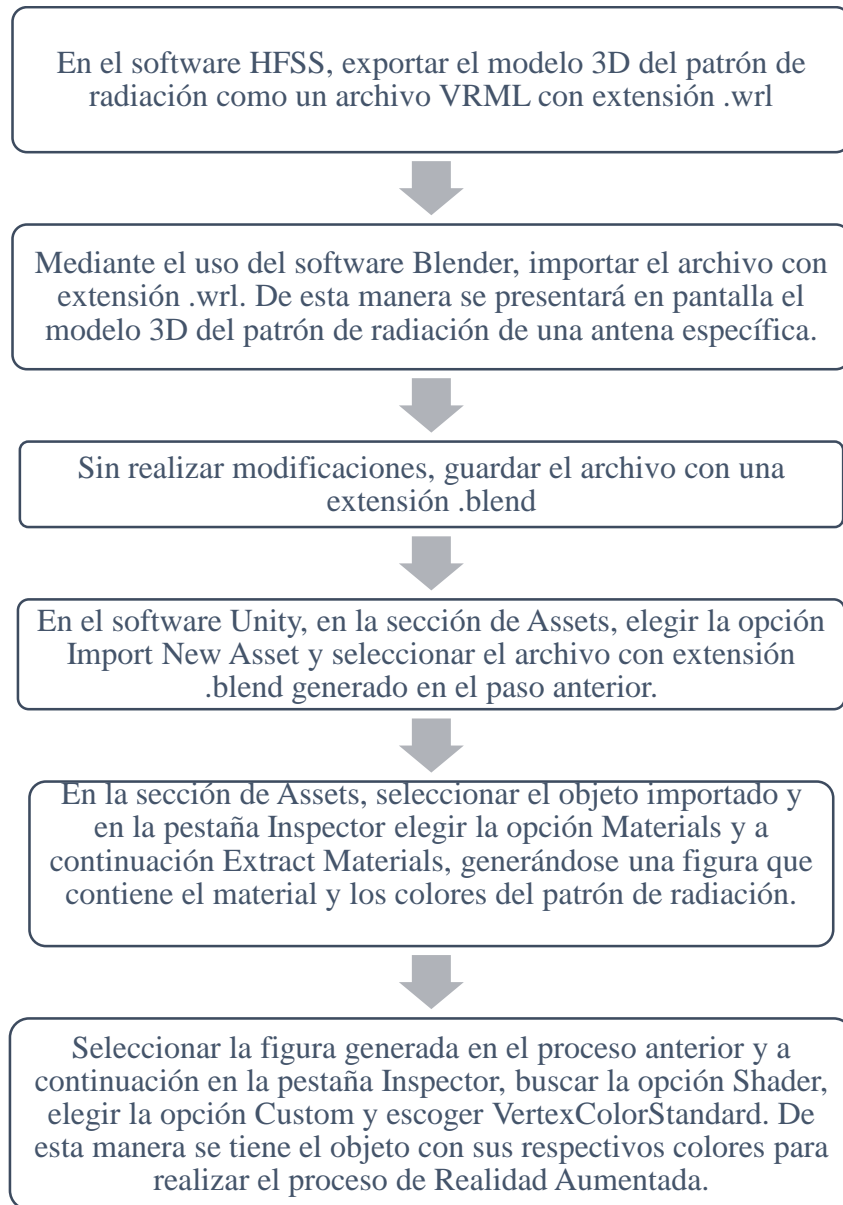 En el software HFSS, exportar el modelo 3D del patrón de
radiación como un archivo VRML con extensión .wrl
Mediante el uso del software Blender, importar el archivo con
extensión .wrl. De esta manera se presentará en pantalla el
modelo 3D del patrón de radiación de una antena específica.
Sin realizar modificaciones, guardar el archivo con una
extensión .blend
En el software Unity, en la sección de Assets, elegir la opción
Import New Asset y seleccionar el archivo con extensión
.blend generado en el paso anterior.
En la sección de Assets, seleccionar el objeto importado y
en la pestaña Inspector elegir la opción Materials y a
continuación Extract Materials, generándose una figura que
contiene el material y los colores del patrón de radiación.
Seleccionar la figura generada en el proceso anterior y a
continuación en la pestaña Inspector, buscar la opción Shader,
elegir la opción Custom y escoger VertexColorStandard. De
esta manera se tiene el objeto con sus respectivos colores para
realizar el proceso de Realidad Aumentada.